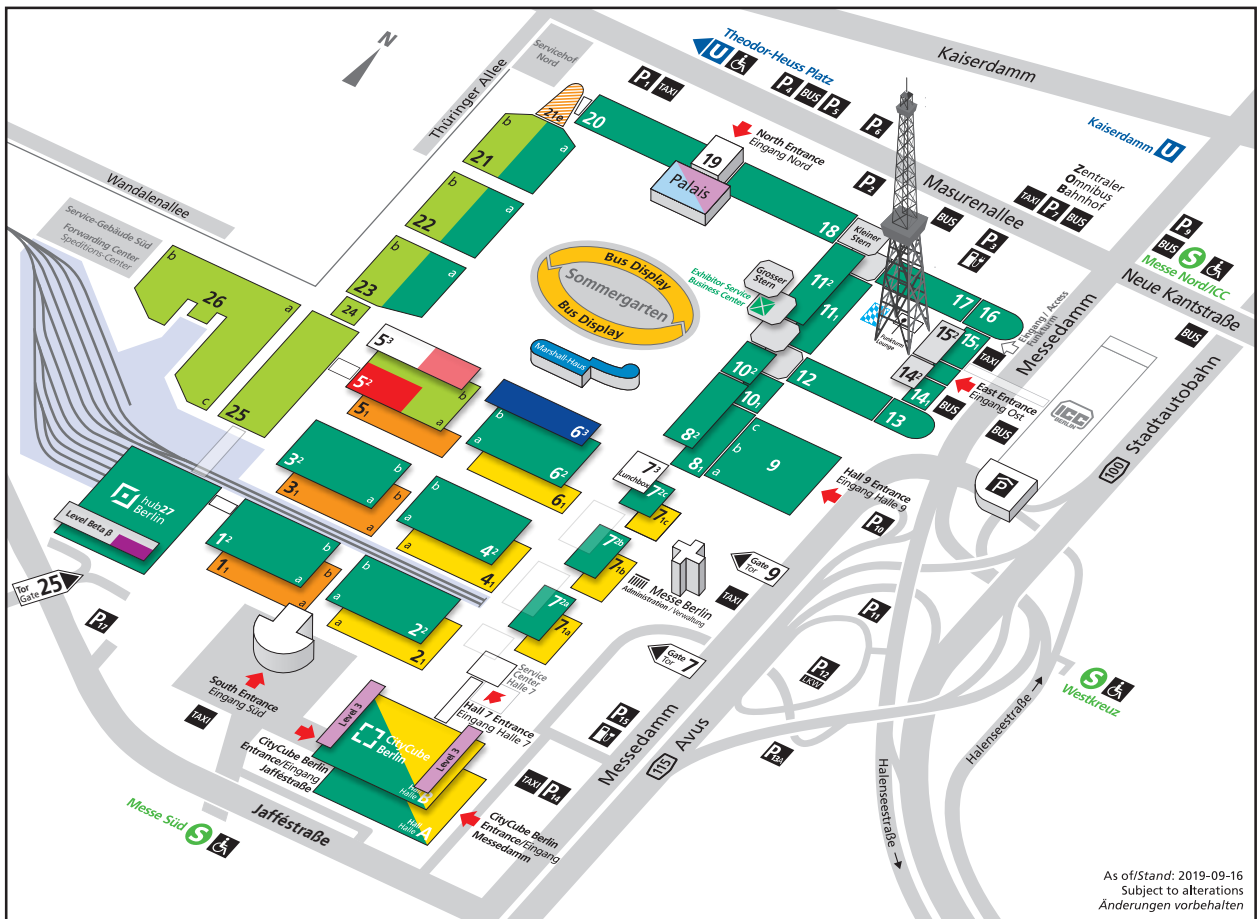 N
Kaiserdamm
Theodor-Heuss Platz
U
Servicehof
Nord
Thüringer Allee
P1 TAXI
P4 BUS P5
P6
Kaiserdamm U
Zentraler
Omnibus
Bahnhof
TAXI P7 BUS
P9
BUS S
Messe Nord/ICC
Neue Kantstraße
BUS
Masurenallee
P2
BUS
P3
North Entrance
Eingang Nord
21e
20
19
Palais
18
Kleiner
Stern
b
21
a
b
22
a
b
23
a
24
Wandalenallee
Service-Gebäude Süd
Forwarding Center
Speditions-Center
b
26
a
c
25
Bus Display
Sommergarten
Bus Display
Marshall-Haus
Grosser
Stern
Exhibitor Service
Business Center
11²
11₁
17
16
15²
15₁
14²
14₁
Funkturm
Lounge
Eingang / Access
Funkturm
TAXI
East Entrance
Eingang Ost
BUS
BUS
Messedamm
ICC
BERLIN
P
100 Stadtautobahn
10²
10₁
12
13
8²
8₁
c
b
a
9
Hall 9 Entrance
Eingang Halle 9
P10
5³
5²
b
a
5₁
6³
b
a
6²
6₁
3²
b
a
3₁
b
a
b
a
4²
a
4₁
7³
Lunchbox
7²c
7₁c
7²b
7₁b
7²a
7₁a
Messe Berlin
Administration / Verwaltung
TAXI
Gate
Tor 9
hub27
Berlin
Level Beta β
1²
b
a
1₁
b
a
b
a
2²
a
2₁
Tor
Gate 25
P17
South Entrance
Eingang Süd
TAXI
Service
Center
Halle 7
Hall 7 Entrance
Eingang Halle 7
Gate
Tor 7
P11
P12
LKW
P13a
P15
Messedamm
115 Avus
S
Westkreuz
Halenseestraße
Halenseestraße
Level 3
CityCube
Berlin
Level 3
Hall
Halle B
Hall
Halle A
CityCube Berlin
Entrance/Eingang
Jafféstraße
TAXI P14
CityCube Berlin
Entrance/Eingang
Messedamm
Messe Süd S
Jafféstraße
As of/Stand: 2019-09-16
Subject to alterations
Änderungen vorbehalten